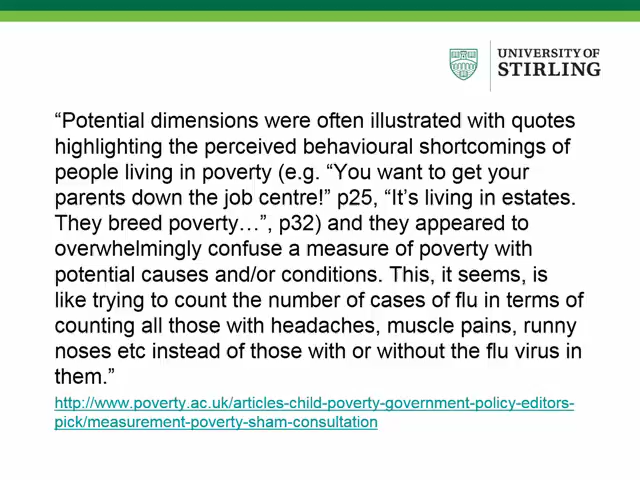 UNIVERSITY OF
STIRLING
“Potential dimensions were often illustrated with quotes
highlighting the perceived behavioural shortcomings of
people living in poverty (e.g. “You want to get your
parents down the job centre!” p25, “It’s living in estates.
They breed poverty…”, p32) and they appeared to
overwhelmingly confuse a measure of poverty with
potential causes and/or conditions. This, it seems, is
like trying to count the number of cases of flu in terms of
counting all those with headaches, muscle pains, runny
noses etc instead of those with or without the flu virus in
them.”
http://www.poverty.ac.uk/articles-child-poverty-government-policy-editors-
pick/measurement-poverty-sham-consultation